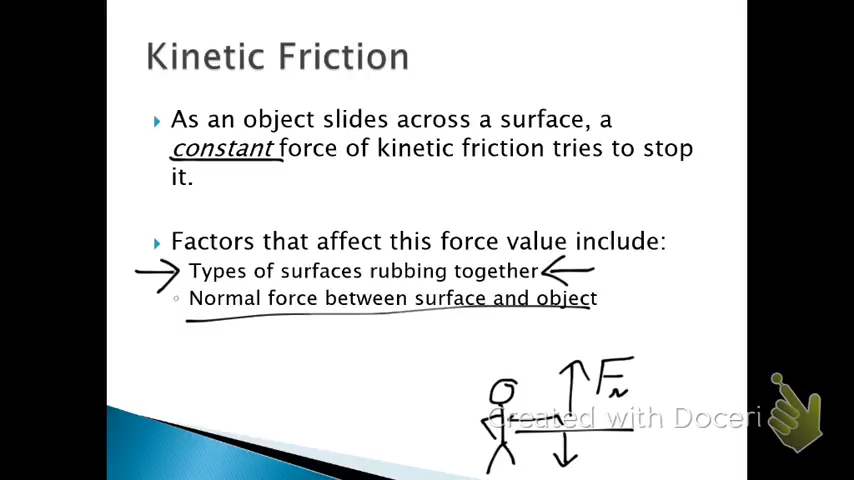 Kinetic Friction
As an object slides across a surface, a
constant force of kinetic friction tries to stop
it.
Factors that affect this force value include:
Types of surfaces rubbing together
Normal force between surface and object
Fn
Created with Doceri